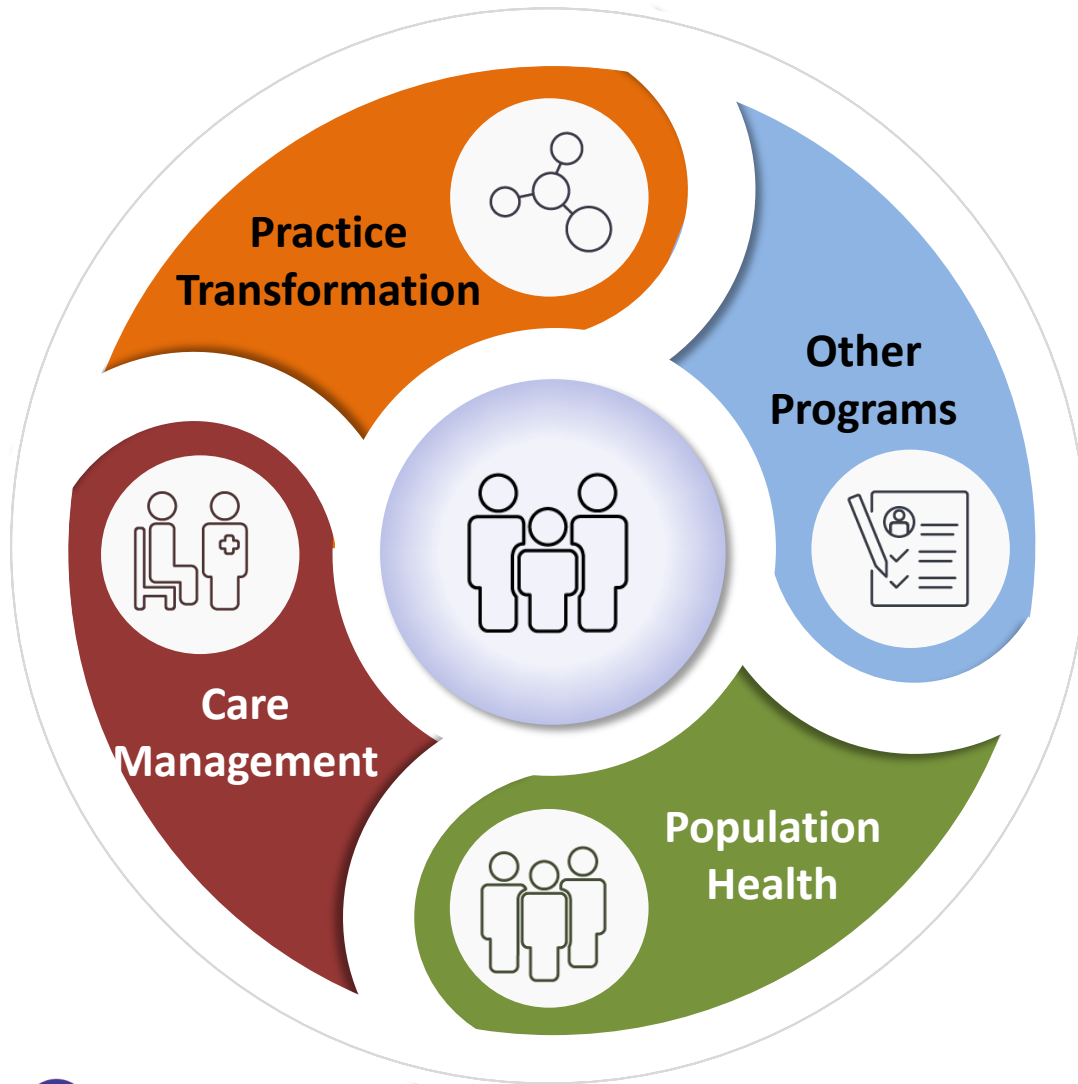 Practice
Transformation
Other
Programs
Care
Management
Population
Health